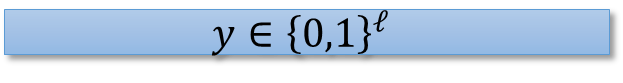 y ∈ {0,1}^ℓ